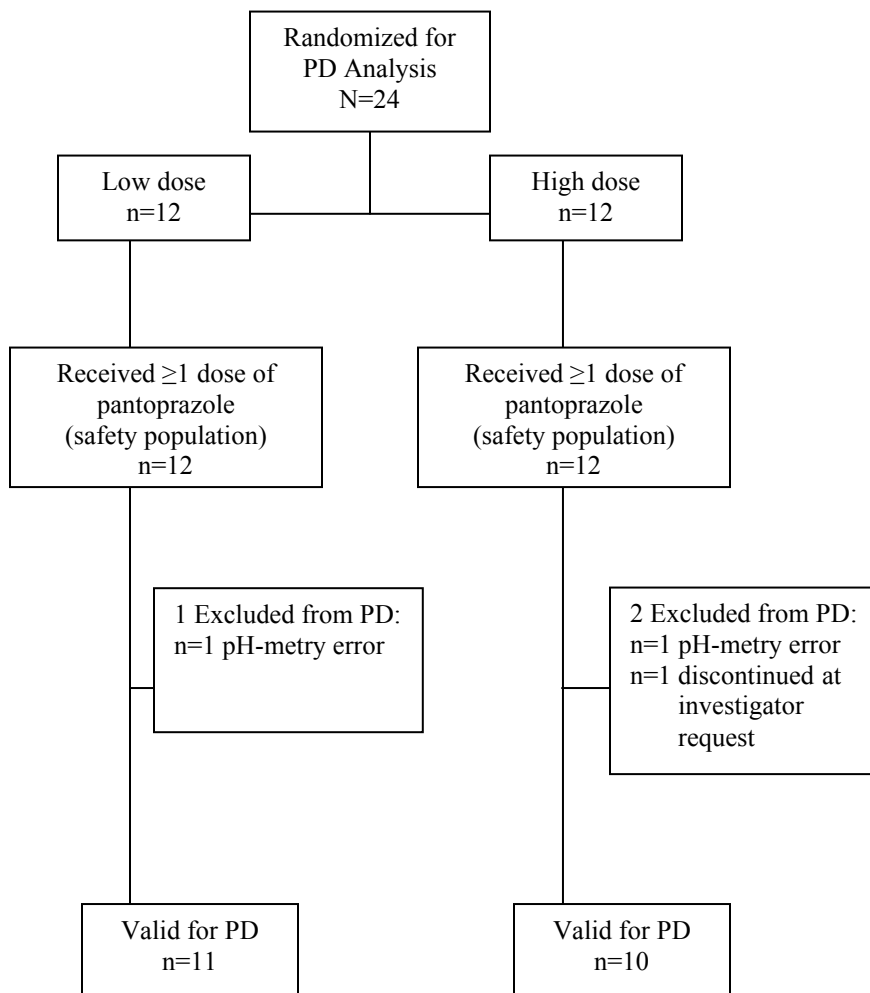 Randomized for
PD Analysis
N=24
Low dose
n=12
High dose
n=12
Received ≥1 dose of
pantoprazole
(safety population)
n=12
Received ≥1 dose of
pantoprazole
(safety population)
n=12
1 Excluded from PD:
n=1 pH-metry error
2 Excluded from PD:
n=1 pH-metry error
n=1 discontinued at
investigator
request
Valid for PD
n=11
Valid for PD
n=10